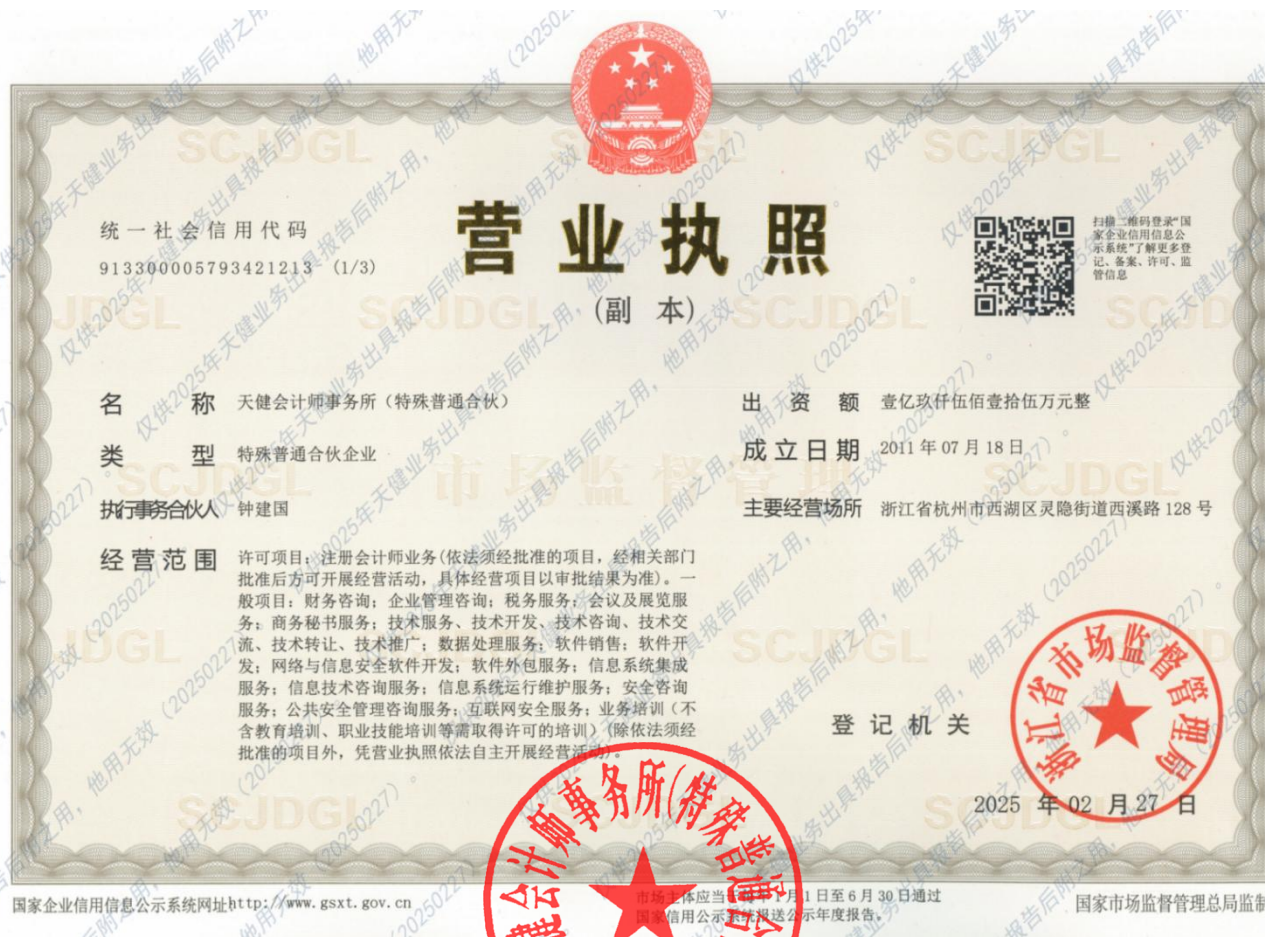 营业执照
(副 本)
统一社会信用代码
913300005793421213 (1/3)
扫描二维码登录“国
家企业信用信息公
示系统”了解更多登
记、备案、许可、监
管信息
名 称 天健会计师事务所（特殊普通合伙）
类 型 特殊普通合伙企业
执行事务合伙人 钟建国
经营范围 许可项目：注册会计师业务(依法须经批准的项目，经相关部门
批准后方可开展经营活动，具体经营项目以审批结果为准)。一
般项目：财务咨询；企业管理咨询；税务服务；会议及展览服
务；商务秘书服务；技术服务、技术开发、技术咨询、技术交
流、技术转让、技术推广；数据处理服务；软件销售；软件开
发；网络与信息安全软件开发；软件外包服务；信息系统集成
服务；信息技术咨询服务；信息系统运行维护服务；安全咨询
服务；公共安全管理咨询服务；互联网安全服务；业务培训（不
含教育培训、职业技能培训等需取得许可的培训）(除依法须经
批准的项目外，凭营业执照依法自主开展经营活动)。
出 资 额 壹亿玖仟伍佰壹拾伍万元整
成立日期 2011年07月18日
主要经营场所 浙江省杭州市西湖区灵隐街道西溪路128号
登记机关
浙江省市场监督管理局
2025 年 02 月 27 日
健会计师事务所(特殊普通合
国家企业信用信息公示系统网址http://www.gsxt.gov.cn
市场主体应当于每年1月1日至6月30日通过
国家信用公示系统报送公示年度报告。
国家市场监督管理总局监制
仅供2025年天健业务出具报告后附之用，他用无效（20250227）。
SCJDGL
市场监督管理